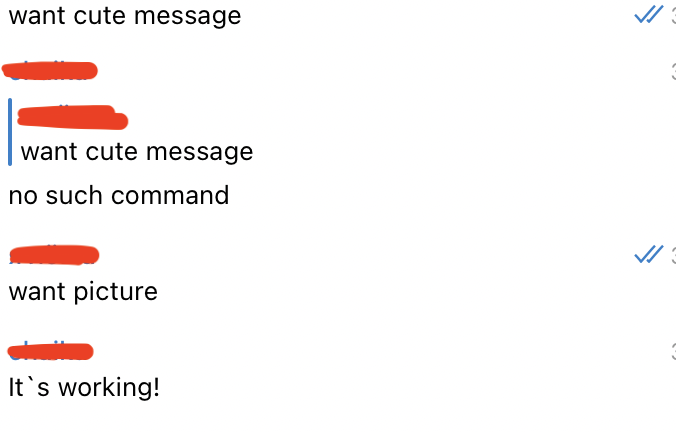 want cute message
want cute message
no such command
want picture
It`s working!